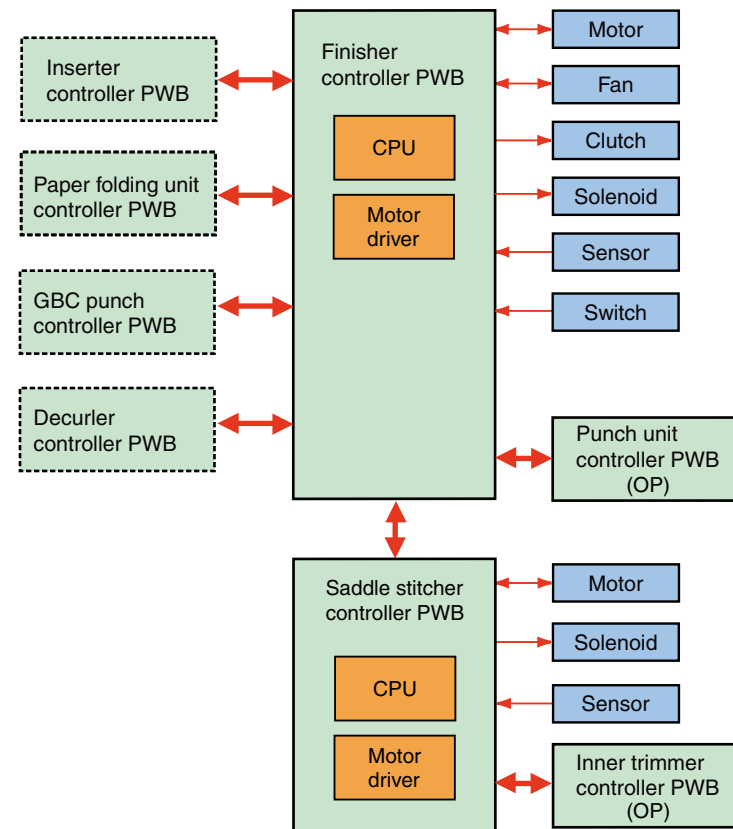 Inserter
controller PWB
Paper folding unit
controller PWB
GBC punch
controller PWB
Decurler
controller PWB
Finisher
controller PWB
CPU
Motor
driver
Motor
Fan
Clutch
Solenoid
Sensor
Switch
Punch unit
controller PWB
(OP)
Saddle stitcher
controller PWB
CPU
Motor
driver
Motor
Solenoid
Sensor
Inner trimmer
controller PWB
(OP)